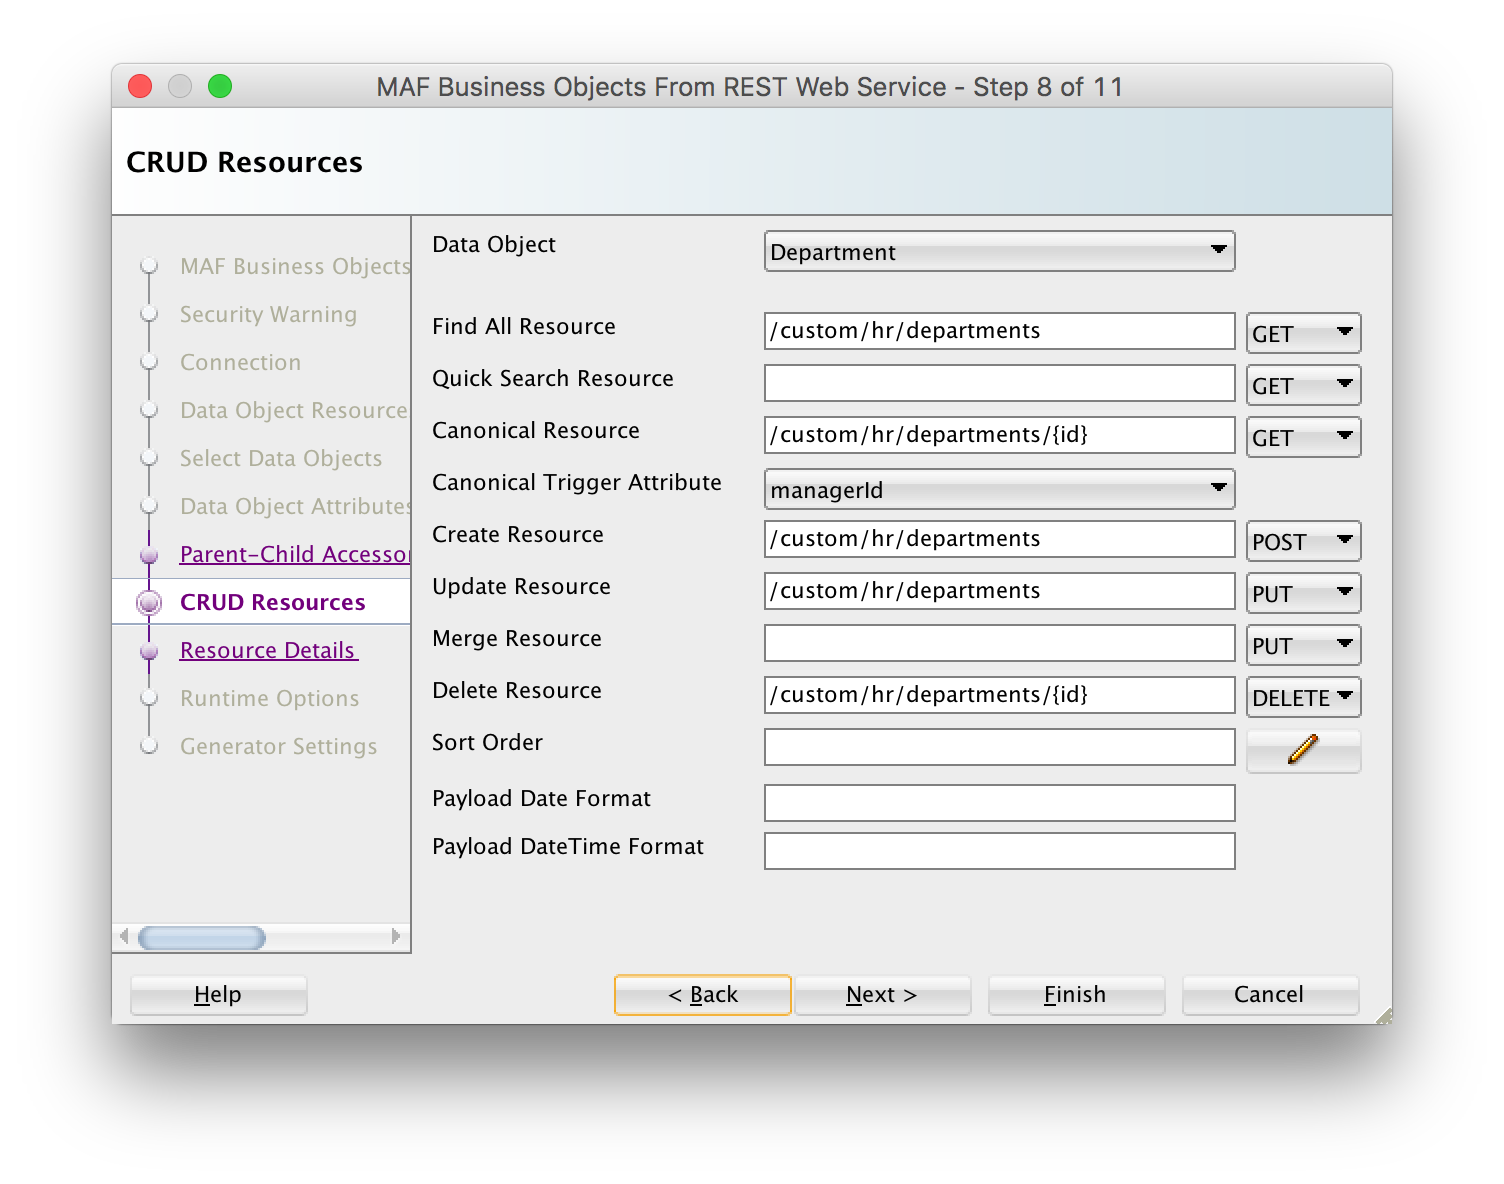 MAF Business Objects From REST Web Service - Step 8 of 11
CRUD Resources
MAF Business Objects
Security Warning
Connection
Data Object Resource
Select Data Objects
Data Object Attributes
Parent-Child Accessor
CRUD Resources
Resource Details
Runtime Options
Generator Settings
Data Object
Department
Find All Resource
/custom/hr/departments
GET
Quick Search Resource
GET
Canonical Resource
/custom/hr/departments/{id}
GET
Canonical Trigger Attribute
managerId
Create Resource
/custom/hr/departments
POST
Update Resource
/custom/hr/departments
PUT
Merge Resource
PUT
Delete Resource
/custom/hr/departments/{id}
DELETE
Sort Order
Payload Date Format
Payload DateTime Format
Help
< Back
Next >
Finish
Cancel